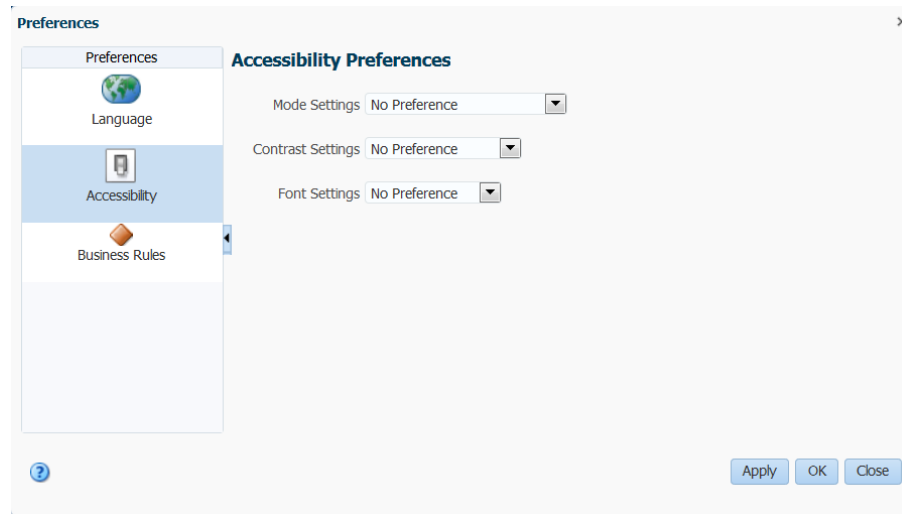 Preferences
Preferences
Language
Accessibility
Business Rules
Accessibility Preferences
Mode Settings No Preference
Contrast Settings No Preference
Font Settings No Preference
?
Apply OK Close